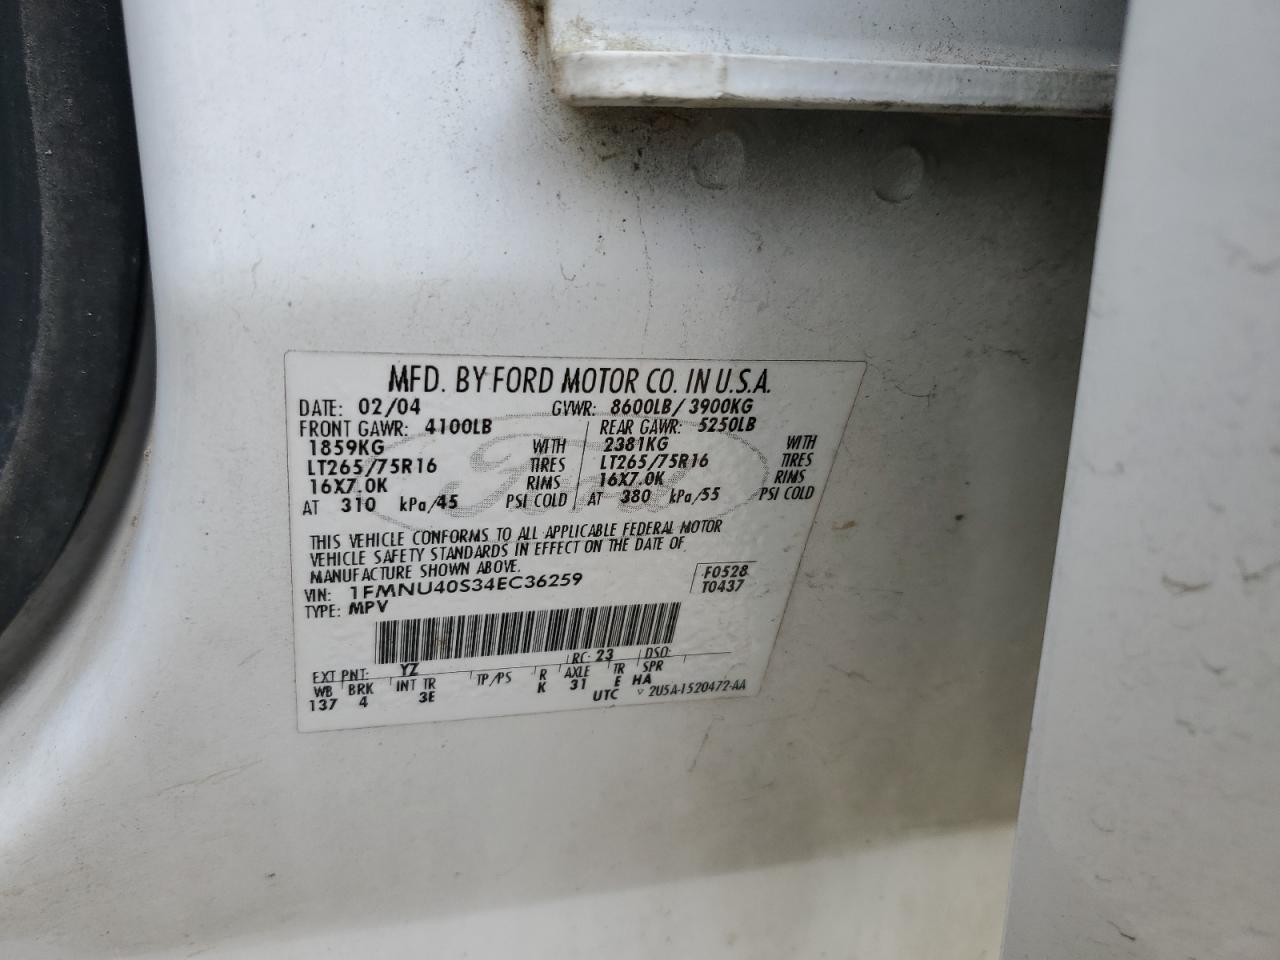 MFD. BY FORD MOTOR CO. IN U.S.A.
DATE: 02/04 GVWR: 8600LB/ 3900KG
FRONT GAWR: 4100LB REAR GAWR: 5250LB
1859KG WITH 2381KG WITH
LT265/75R16 TIRES LT265/75R16 TIRES
16X7.0K RIMS 16X7.0K RIMS
AT 310 kPa/45 PSI COLD AT 380 kPa/55 PSI COLD
THIS VEHICLE CONFORMS TO ALL APPLICABLE FEDERAL MOTOR
VEHICLE SAFETY STANDARDS IN EFFECT ON THE DATE OF
MANUFACTURE SHOWN ABOVE.
VIN: 1FMNU40S34EC36259 F0528
TYPE: MPV T0437
EXT PNT: YZ RC: 23 DSO:
WB BRK INT TR TP/PS R AXLE TR SPR
137 4 3E K 31 E HA
UTC 2U5A-1520472-AA
Ford